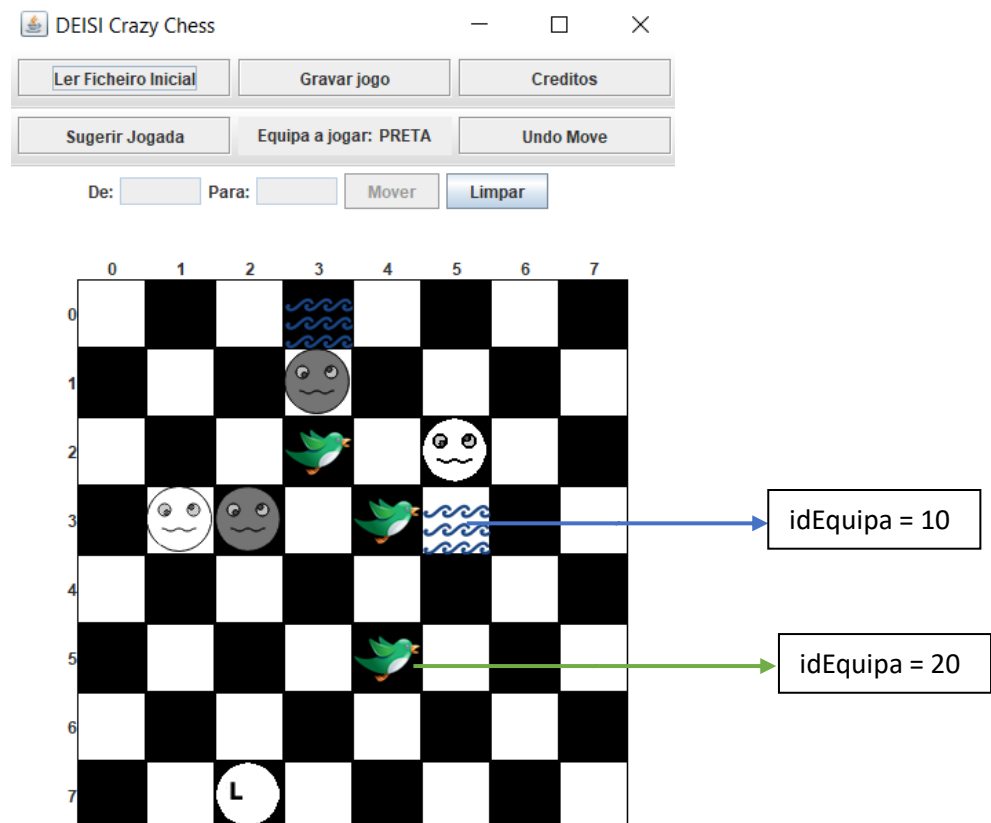 DEISI Crazy Chess
Ler Ficheiro Inicial Gravar jogo Creditos
Sugerir Jogada Equipa a jogar: PRETA Undo Move
De: Para: Mover Limpar
0 1 2 3 4 5 6 7
0
1
2
3
idEquipa = 10
4
5
idEquipa = 20
6
7
L